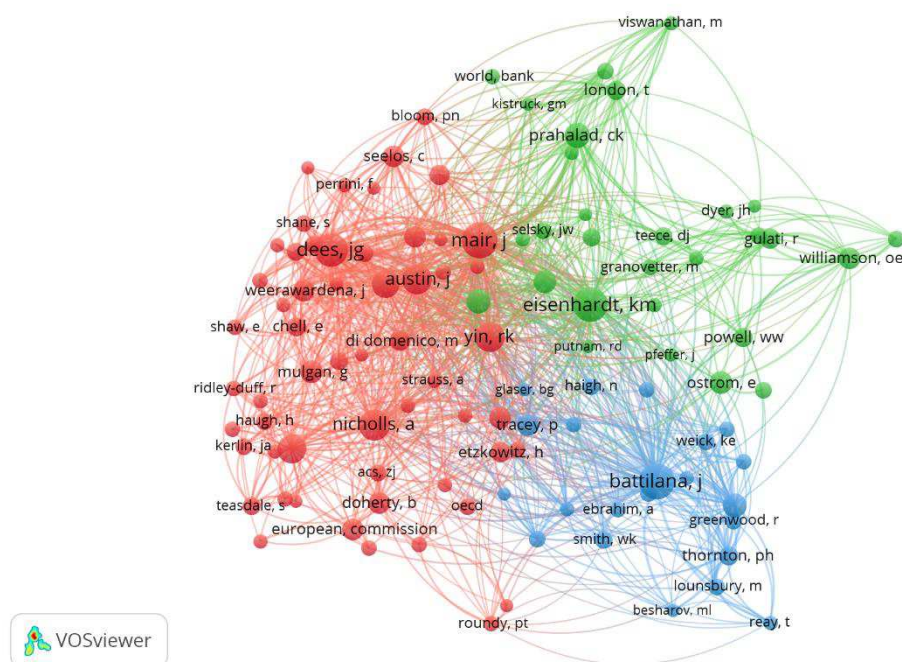 viswanathan, m
world, bank
london, t
kistruck, gm
bloom, pn
prahalad, ck
seelos, c
perrini, f
dyer, jh
shane, s
selsky, jw
teece, dj
gulati, r
mair, j
dees, jg
williamson, oe
granovetter, m
austin, j
weerawardena, j
eisenhardt, km
shaw, e
chell, e
di domenico, m
yin, rk
powell, ww
putnam, rd
pfeffer, j
mulgan, g
strauss, a
ridley-duff, r
glaser, bg
haigh, n
ostrom, e
haugh, h
nicholls, a
tracey, p
weick, ke
kerlin, ja
etzkowitz, h
acs, zj
battilana, j
teasdale, s
doherty, b
oecd
ebrahim, a
greenwood, r
european, commission
smith, wk
thornton, ph
lounsbury, m
besharov, ml
roundy, pt
reay, t
VOSviewer